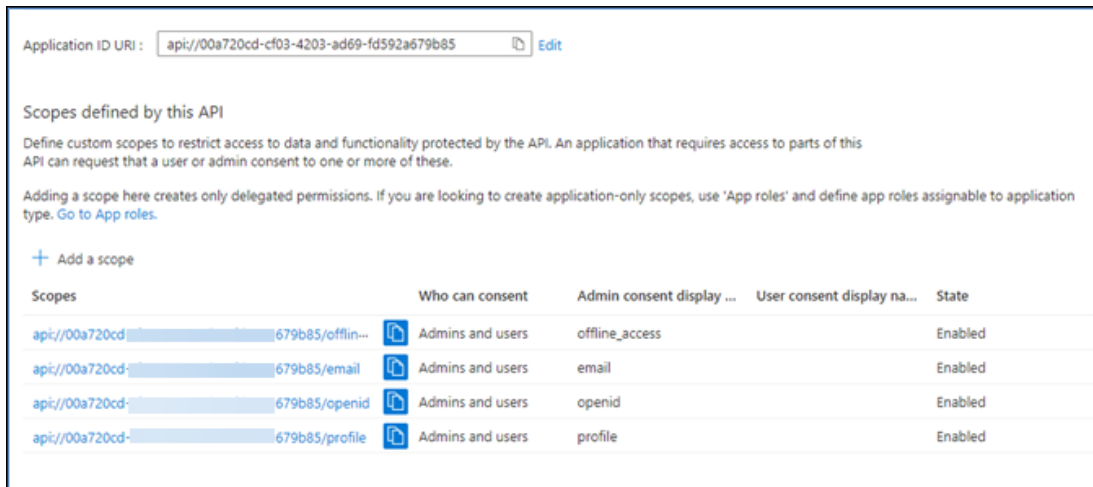 Application ID URI : api://00a720cd-cf03-4203-ad69-fd592a679b85 Edit
Scopes defined by this API
Define custom scopes to restrict access to data and functionality protected by the API. An application that requires access to parts of this
API can request that a user or admin consent to one or more of these.
Adding a scope here creates only delegated permissions. If you are looking to create application-only scopes, use 'App roles' and define app roles assignable to application
type. Go to App roles.
+ Add a scope
Scopes Who can consent Admin consent display ... User consent display na... State
api://00a720cd 679b85/offlin... Admins and users offline_access Enabled
api://00a720cd- 679b85/email Admins and users email Enabled
api://00a720cd- 679b85/openid Admins and users openid Enabled
api://00a720cd- 679b85/profile Admins and users profile Enabled